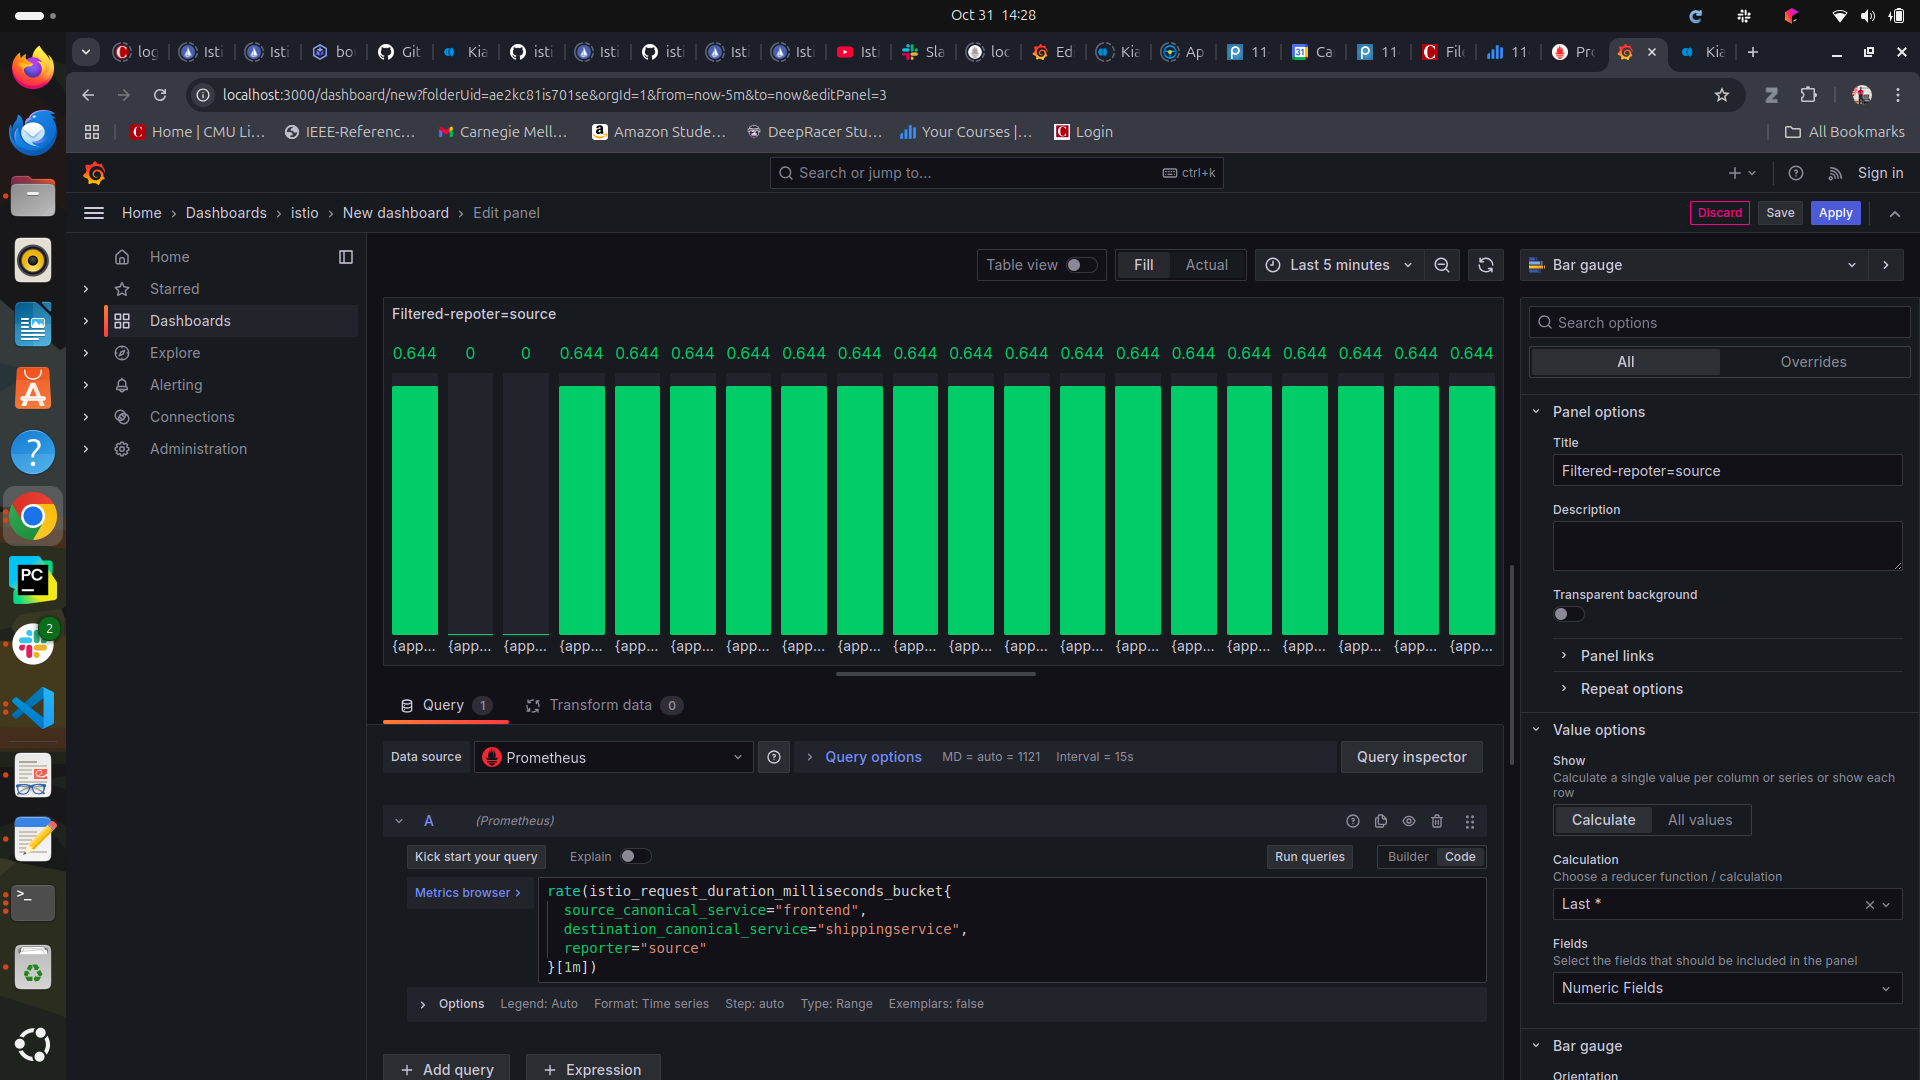 Oct 31 14:28
log
Isti
Isti
bo
Git
Kia
isti
Isti
isti
Isti
Isti
Isti
Sla
loc
Edi
Kia
Ap
11-
Ca
11-
File
11-
Pro
Kia
localhost:3000/dashboard/new?folderUid=ae2kc81is701se&orgId=1&from=now-5m&to=now&editPanel=3
Home | CMU Li...
IEEE-Referenc...
Carnegie Mell...
Amazon Stude...
DeepRacer Stu...
Your Courses |...
Login
All Bookmarks
Search or jump to...
ctrl+k
Sign in
Home › Dashboards › istio › New dashboard › Edit panel
Discard
Save
Apply
Home
Starred
Dashboards
Explore
Alerting
Connections
Administration
Table view
Fill
Actual
Last 5 minutes
Bar gauge
Filtered-repoter=source
0.644 0 0 0.644 0.644 0.644 0.644 0.644 0.644 0.644 0.644 0.644 0.644 0.644 0.644 0.644 0.644 0.644 0.644 0.644
{app... {app... {app... {app... {app... {app... {app... {app... {app... {app... {app... {app... {app... {app... {app... {app... {app... {app... {app... {app...
Query 1
Transform data 0
Data source
Prometheus
Query options
MD = auto = 1121
Interval = 15s
Query inspector
A
(Prometheus)
Kick start your query
Explain
Run queries
Builder
Code
Metrics browser
rate(istio_request_duration_milliseconds_bucket{
source_canonical_service="frontend",
destination_canonical_service="shippingservice",
reporter="source"
}[1m])
Options
Legend: Auto
Format: Time series
Step: auto
Type: Range
Exemplars: false
+ Add query
+ Expression
Search options
All
Overrides
Panel options
Title
Filtered-repoter=source
Description
Transparent background
Panel links
Repeat options
Value options
Show
Calculate a single value per column or series or show each
row
Calculate
All values
Calculation
Choose a reducer function / calculation
Last *
Fields
Select the fields that should be included in the panel
Numeric Fields
Bar gauge
Orientation
PC
2